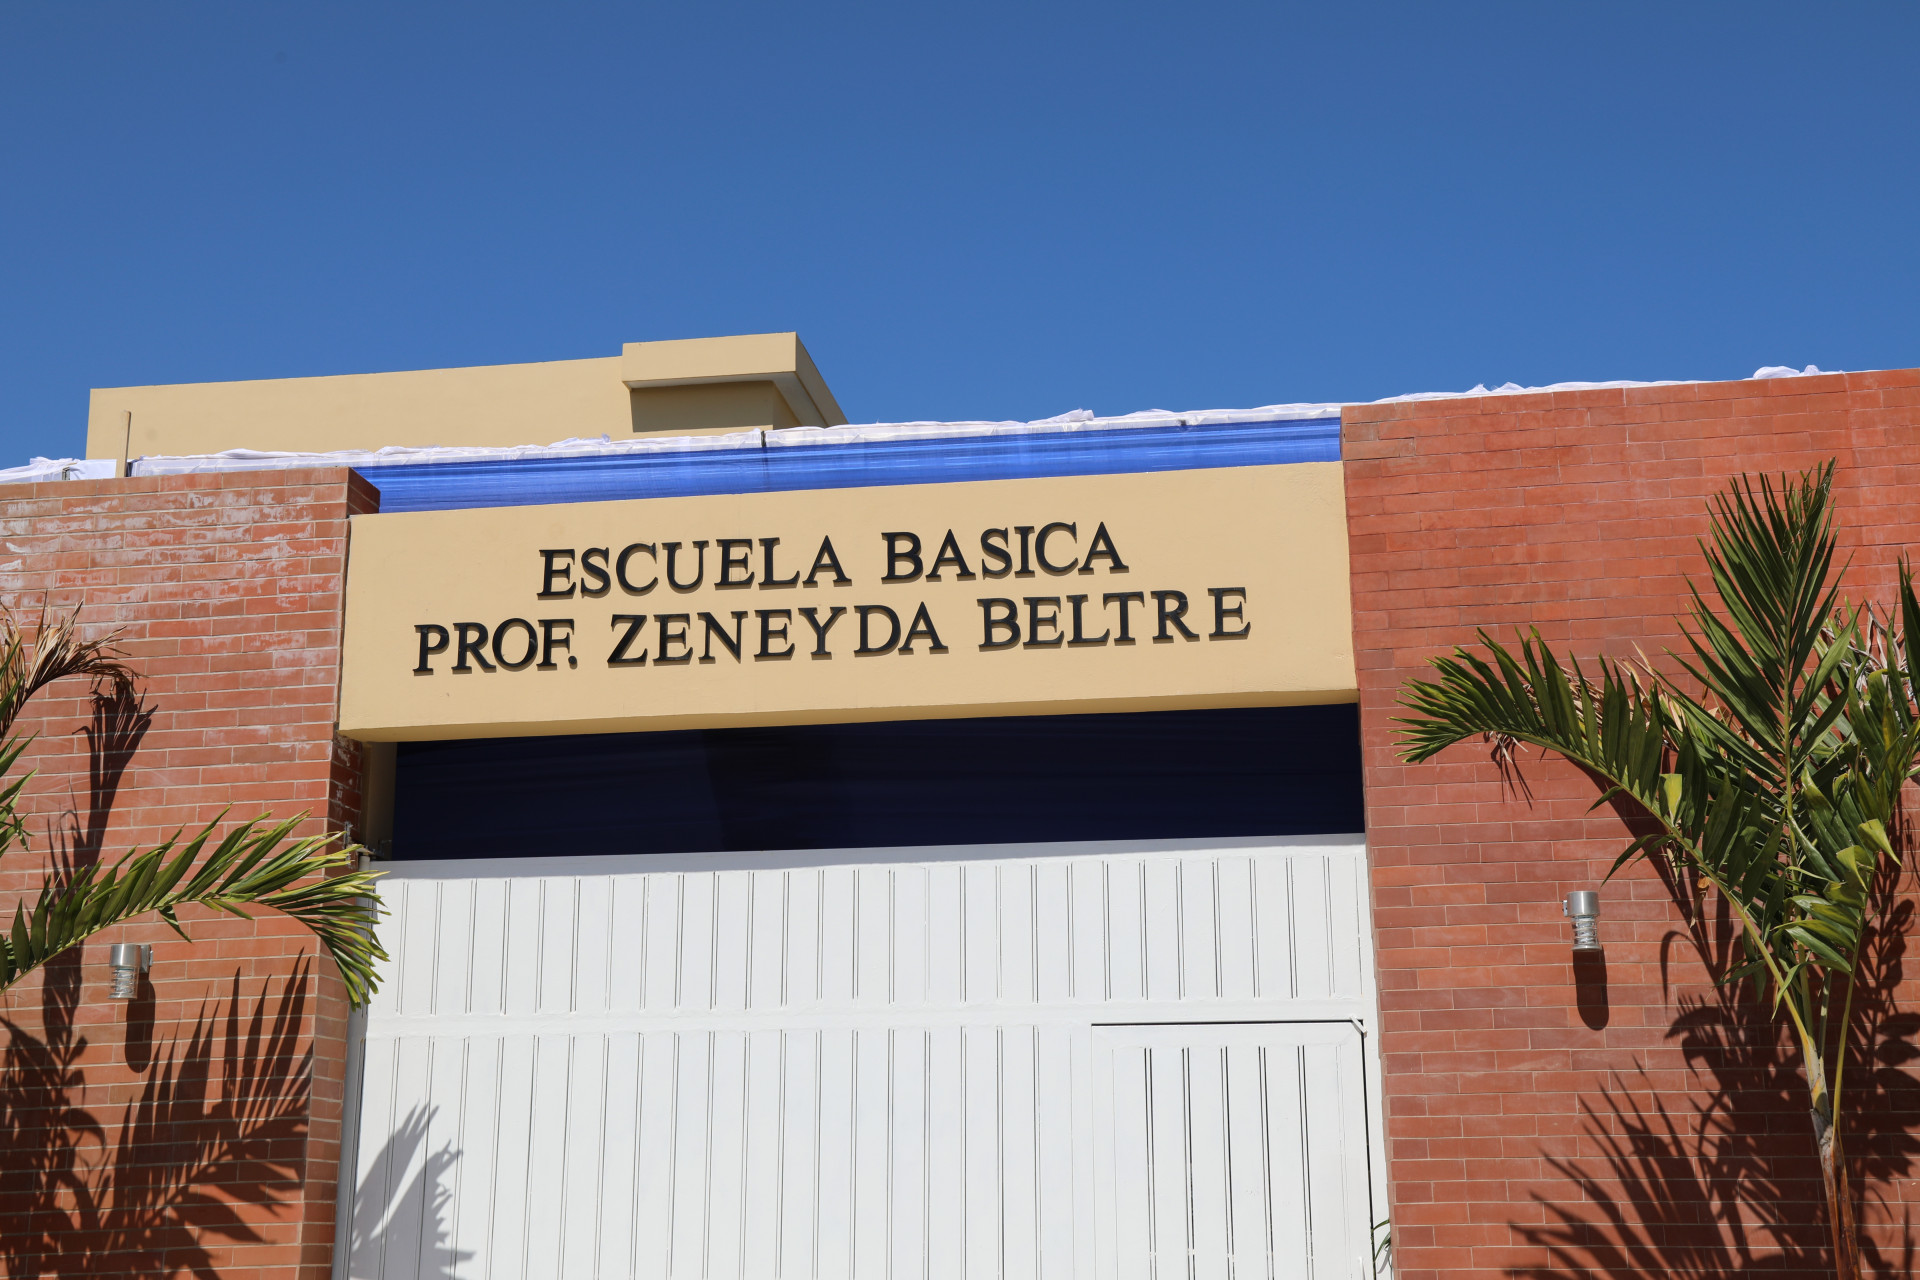 ESCUELA BASICA
PROF. ZENEYDA BELTRE